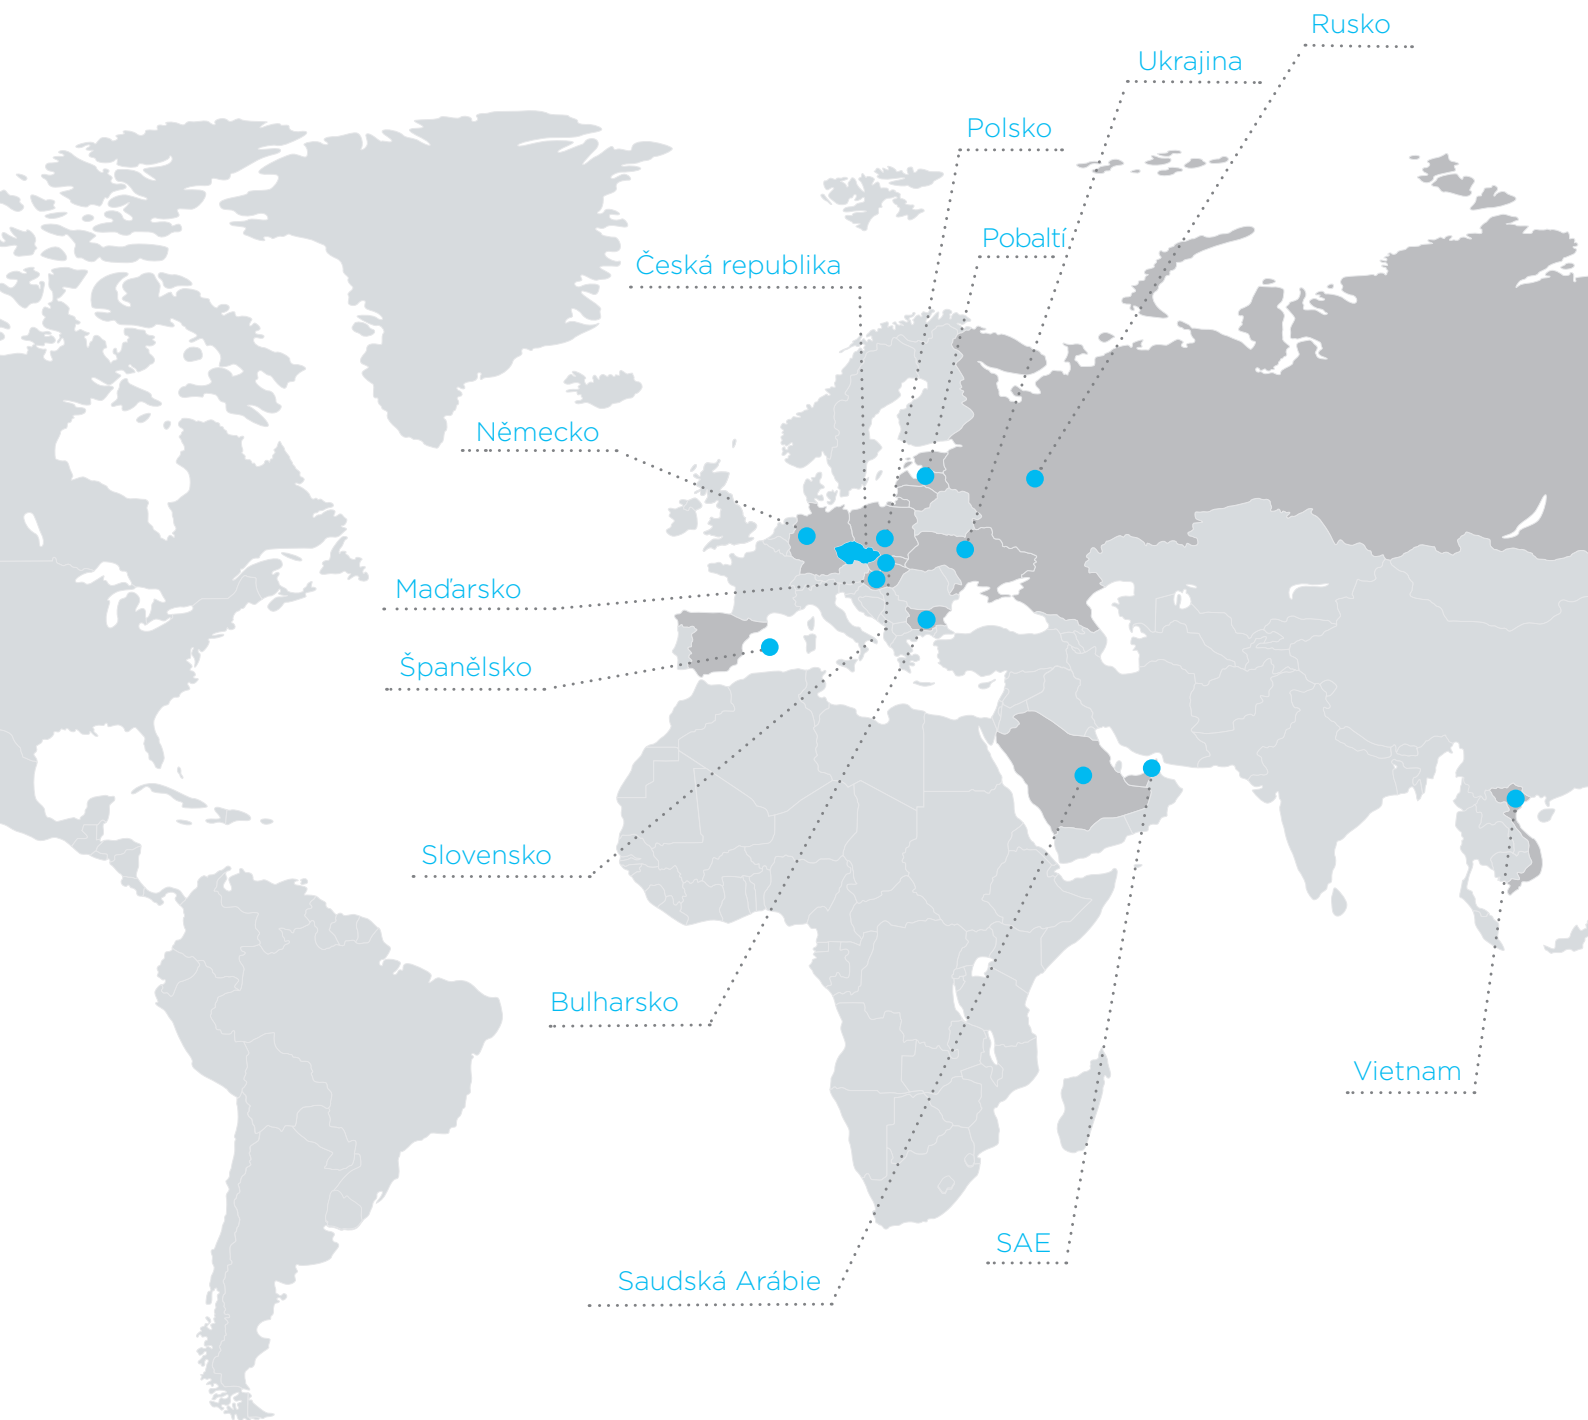 Rusko
Ukrajina
Polsko
Pobaltí
Česká republika
Německo
Maďarsko
Španělsko
Slovensko
Bulharsko
Vietnam
SAE
Saudská Arábie